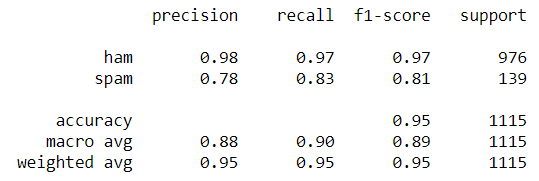 precision recall f1-score support
ham 0.98 0.97 0.97 976
spam 0.78 0.83 0.81 139
accuracy 0.95 1115
macro avg 0.88 0.90 0.89 1115
weighted avg 0.95 0.95 0.95 1115